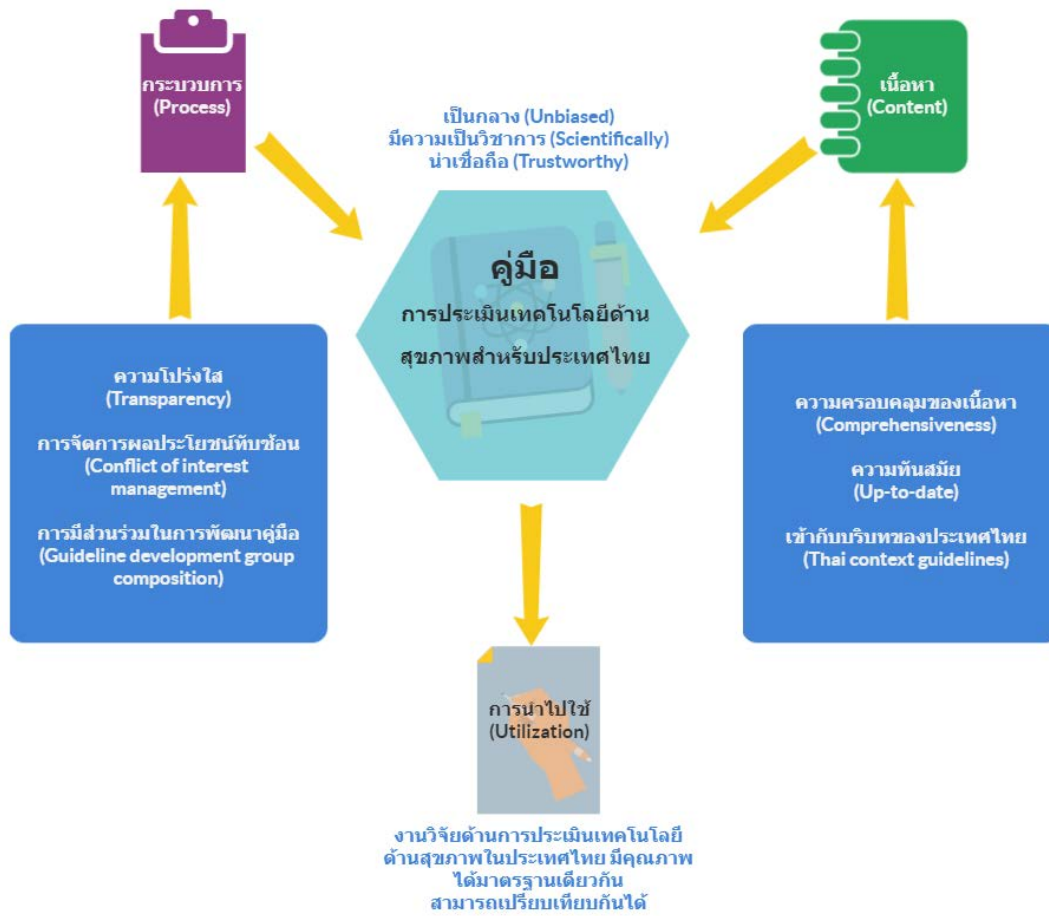 กระบวบการ
(Process)
เนื้อหา
(Content)
เป็นกลาง (Unbiased)
มีความเป็นวิชาการ (Scientifically)
น่าเชื่อถือ (Trustworthy)
คู่มือ
การประเมินเทคโนโลยีด้าน
สุขภาพสำหรับประเทศไทย
ความโปร่งใส
(Transparency)
การจัดการผลประโยชน์ทับซ้อน
(Conflict of interest
management)
การมีส่วนร่วมในการพัฒนาคู่มือ
(Guideline development group
composition)
ความครอบคลุมของเนื้อหา
(Comprehensiveness)
ความทันสมัย
(Up-to-date)
เข้ากับบริบทของประเทศไทย
(Thai context guidelines)
การนำไปใช้
(Utilization)
งานวิจัยด้านการประเมินเทคโนโลยี
ด้านสุขภาพในประเทศไทย มีคุณภาพ
ได้มาตรฐานเดียวกัน
สามารถเปรียบเทียบกันได้